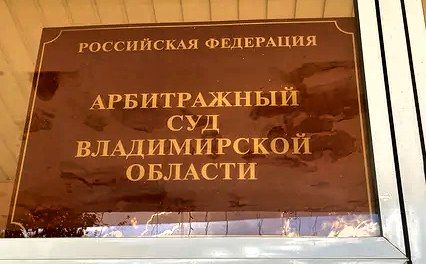 РОССИЙСКАЯ ФЕДЕРАЦИЯ
АРБИТРАЖНЫЙ
СУД
ВЛАДИМИРСКОЙ
ОБЛАСТИ